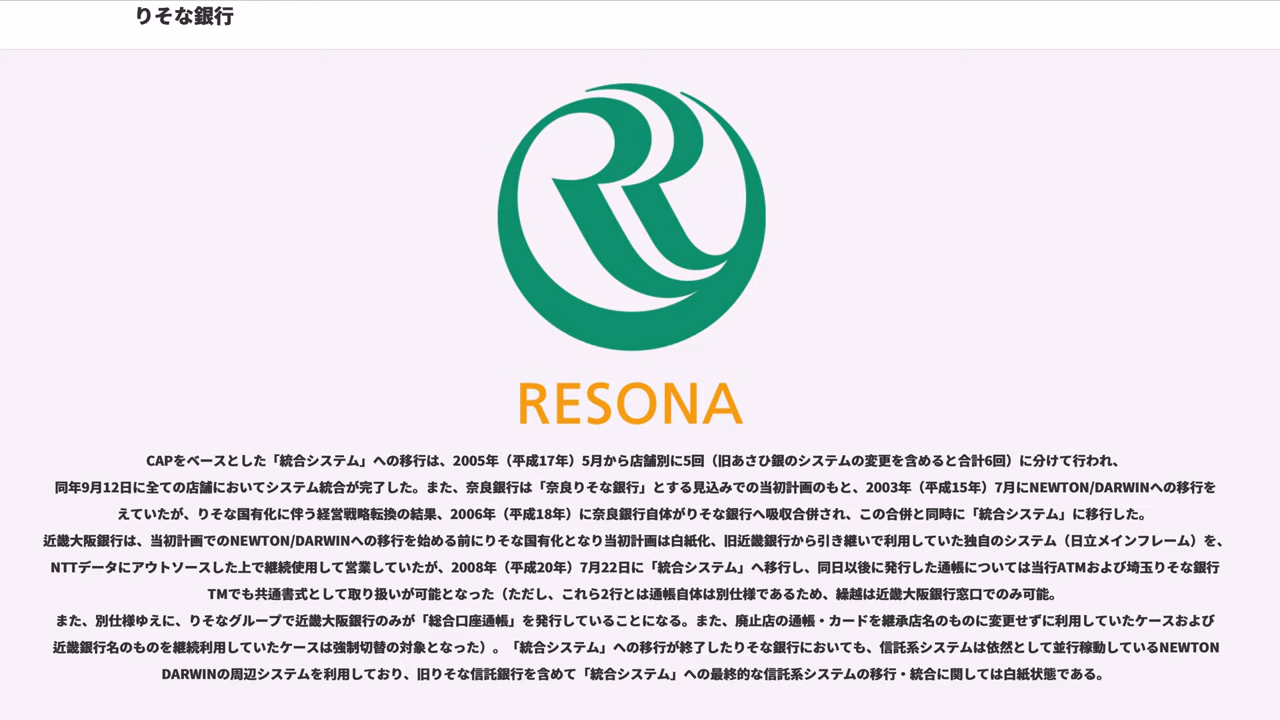 りそな銀行
RESONA
CAPをベースとした「統合システム」への移行は、2005年（平成17年）5月から店舗別に5回（旧あさひ銀のシステムの変更を含めると合計6回）に分けて行われ、
同年9月12日に全ての店舗においてシステム統合が完了した。また、奈良銀行は「奈良りそな銀行」とする見込みでの当初計画のもと、2003年（平成15年）7月にNEWTON/DARWINへの移行を
えていたが、りそな国有化に伴う経営戦略転換の結果、2006年（平成18年）に奈良銀行自体がりそな銀行へ吸収合併され、この合併と同時に「統合システム」に移行した。
近畿大阪銀行は、当初計画でのNEWTON/DARWINへの移行を始める前にりそな国有化となり当初計画は白紙化、旧近畿銀行から引き継いで利用していた独自のシステム（日立メインフレーム）を、
NTTデータにアウトソースした上で継続使用して営業していたが、2008年（平成20年）7月22日に「統合システム」へ移行し、同日以後に発行した通帳については当行ATMおよび埼玉りそな銀行
TMでも共通書式として取り扱いが可能となった（ただし、これら2行とは通帳自体は別仕様であるため、繰越は近畿大阪銀行窓口でのみ可能。
また、別仕様ゆえに、りそなグループで近畿大阪銀行のみが「総合口座通帳」を発行していることになる。また、廃止店の通帳・カードを継承店名のものに変更せずに利用していたケースおよび
近畿銀行名のものを継続利用していたケースは強制切替の対象となった）。「統合システム」への移行が終了したりそな銀行においても、信託系システムは依然として並行稼動しているNEWTON
DARWINの周辺システムを利用しており、旧りそな信託銀行を含めて「統合システム」への最終的な信託系システムの移行・統合に関しては白紙状態である。